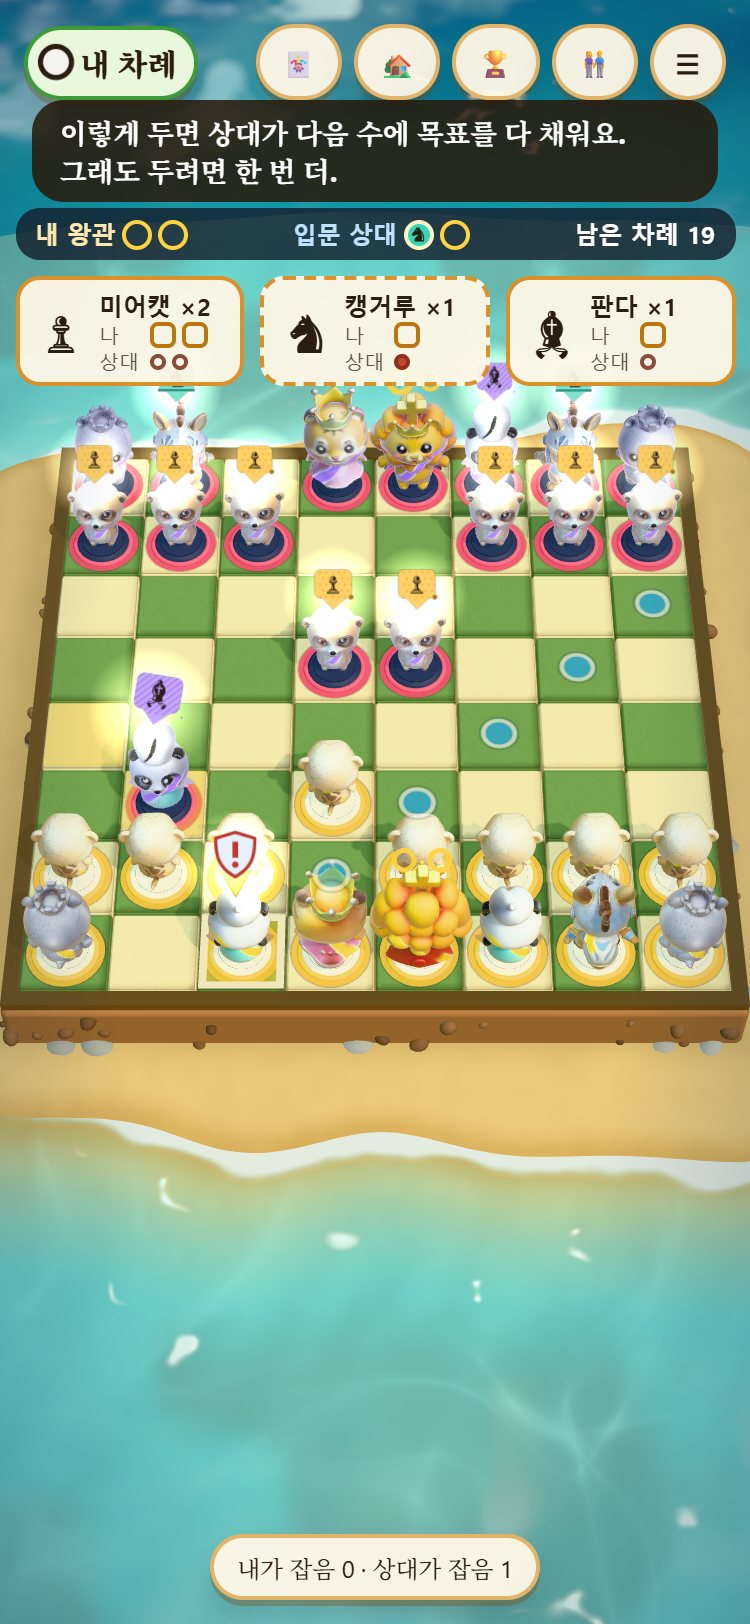 내 차례
이렇게 두면 상대가 다음 수에 목표를 다 채워요.
그래도 두려면 한 번 더.
내 왕관
입문 상대
남은 차례 19
미어캣 ×2
나
상대
캥거루 ×1
나
상대
판다 ×1
나
상대
내가 잡음 0 · 상대가 잡음 1